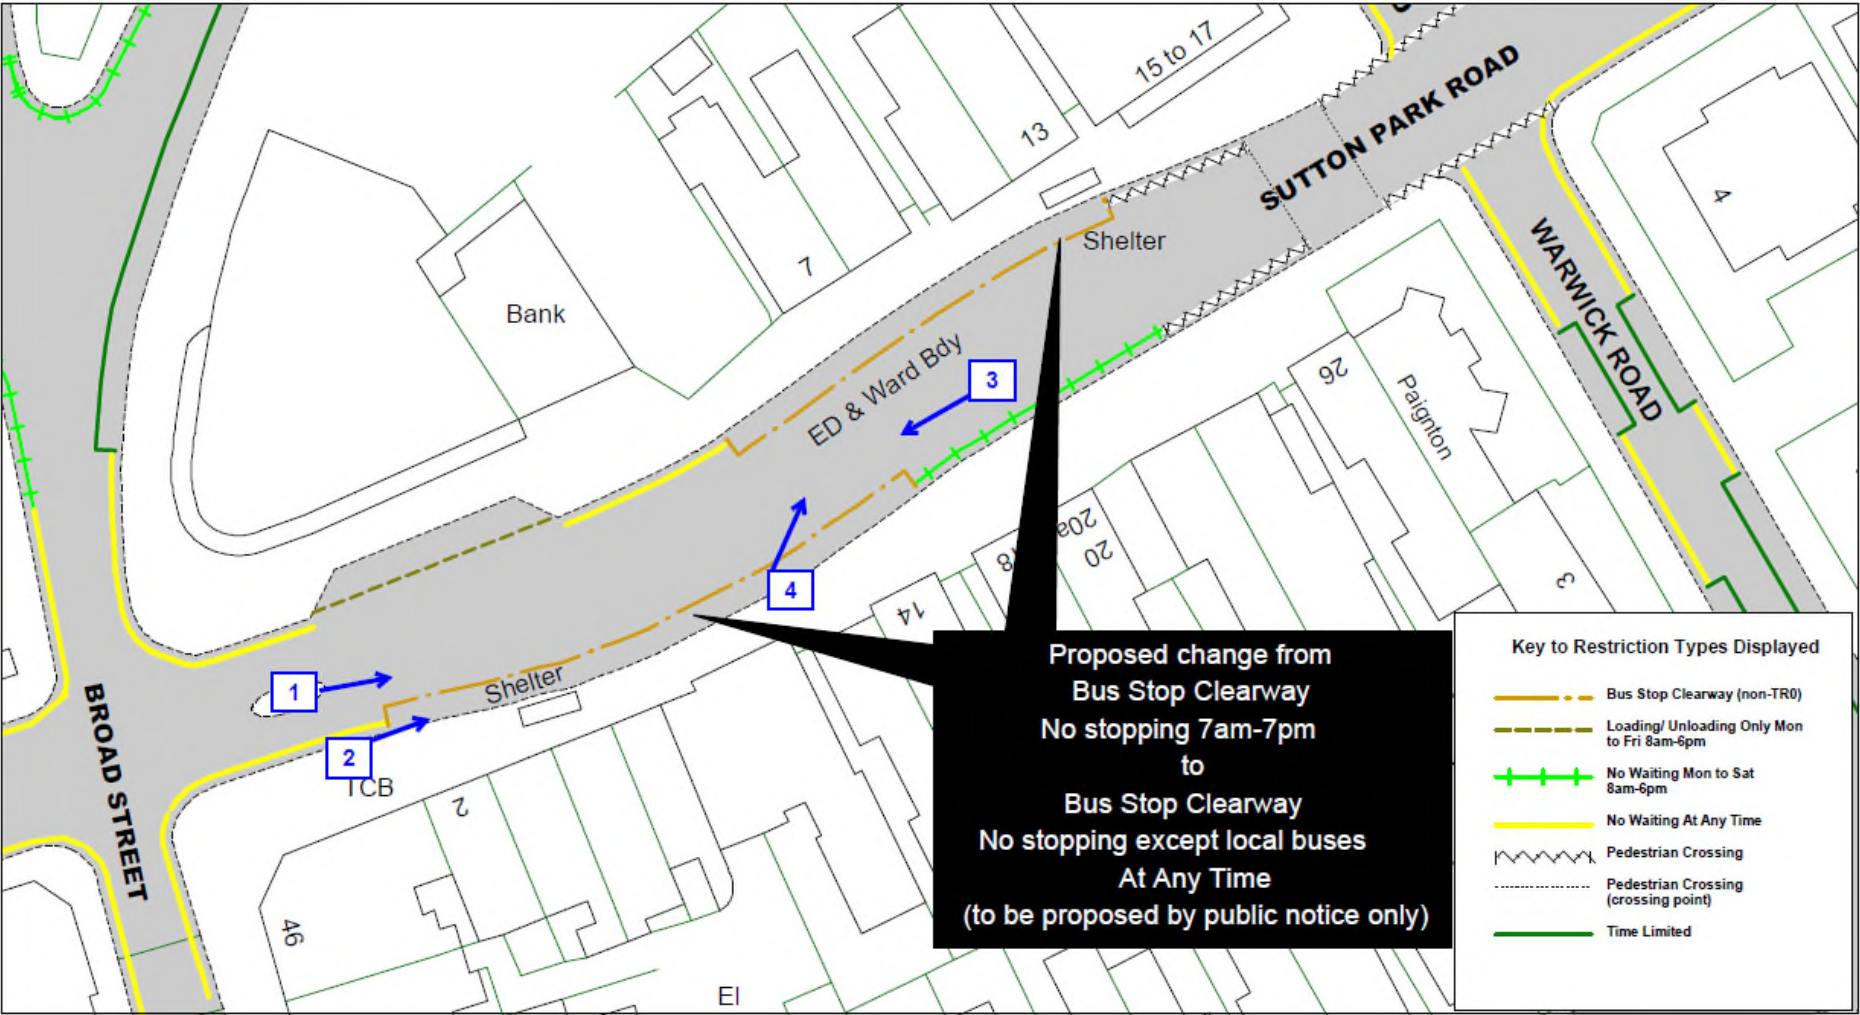 15 to 17
13
7
Bank
SUTTON PARK ROAD
Shelter
4
WARWICK ROAD
ED & Ward Bdy
3
26
Paignton
20a
20
18
14
3
4
1
Shelter
2
TCB
2
BROAD STREET
46
El
Proposed change from
Bus Stop Clearway
No stopping 7am-7pm
to
Bus Stop Clearway
No stopping except local buses
At Any Time
(to be proposed by public notice only)
Key to Restriction Types Displayed
Bus Stop Clearway (non-TR0)
Loading/ Unloading Only Mon
to Fri 8am-6pm
No Waiting Mon to Sat
8am-6pm
No Waiting At Any Time
Pedestrian Crossing
Pedestrian Crossing
(crossing point)
Time Limited